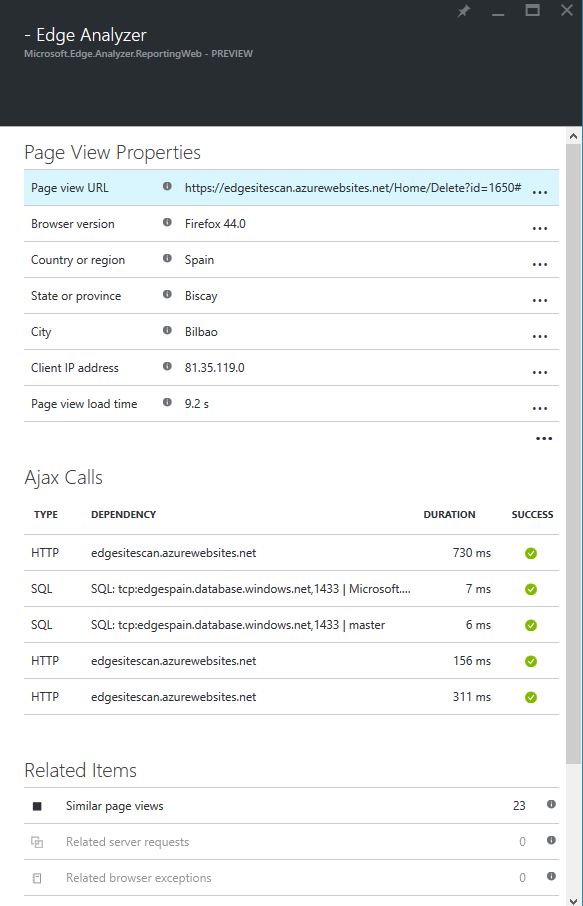 - Edge Analyzer
Microsoft.Edge.Analyzer.ReportingWeb - PREVIEW
Page View Properties
Page view URL https://edgesitescan.azurewebsites.net/Home/Delete?id=1650# ...
Browser version Firefox 44.0 ...
Country or region Spain ...
State or province Biscay ...
City Bilbao ...
Client IP address 81.35.119.0 ...
Page view load time 9.2 s ...
...
Ajax Calls
TYPE DEPENDENCY DURATION SUCCESS
HTTP edgesitescan.azurewebsites.net 730 ms
SQL SQL: tcp:edgespain.database.windows.net,1433 | Microsoft.... 7 ms
SQL SQL: tcp:edgespain.database.windows.net,1433 | master 6 ms
HTTP edgesitescan.azurewebsites.net 156 ms
HTTP edgesitescan.azurewebsites.net 311 ms
Related Items
Similar page views 23
Related server requests 0
Related browser exceptions 0